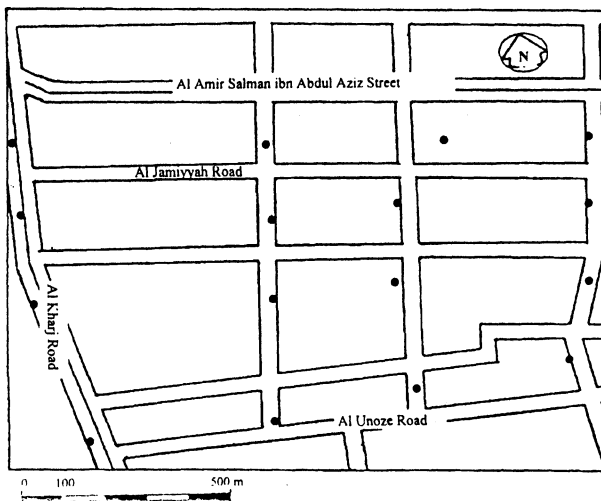 N
Al Amir Salman ibn Abdul Aziz Street
Al Jamiyyah Road
Al Kharj Road
Al Unoze Road
0 100 500 m